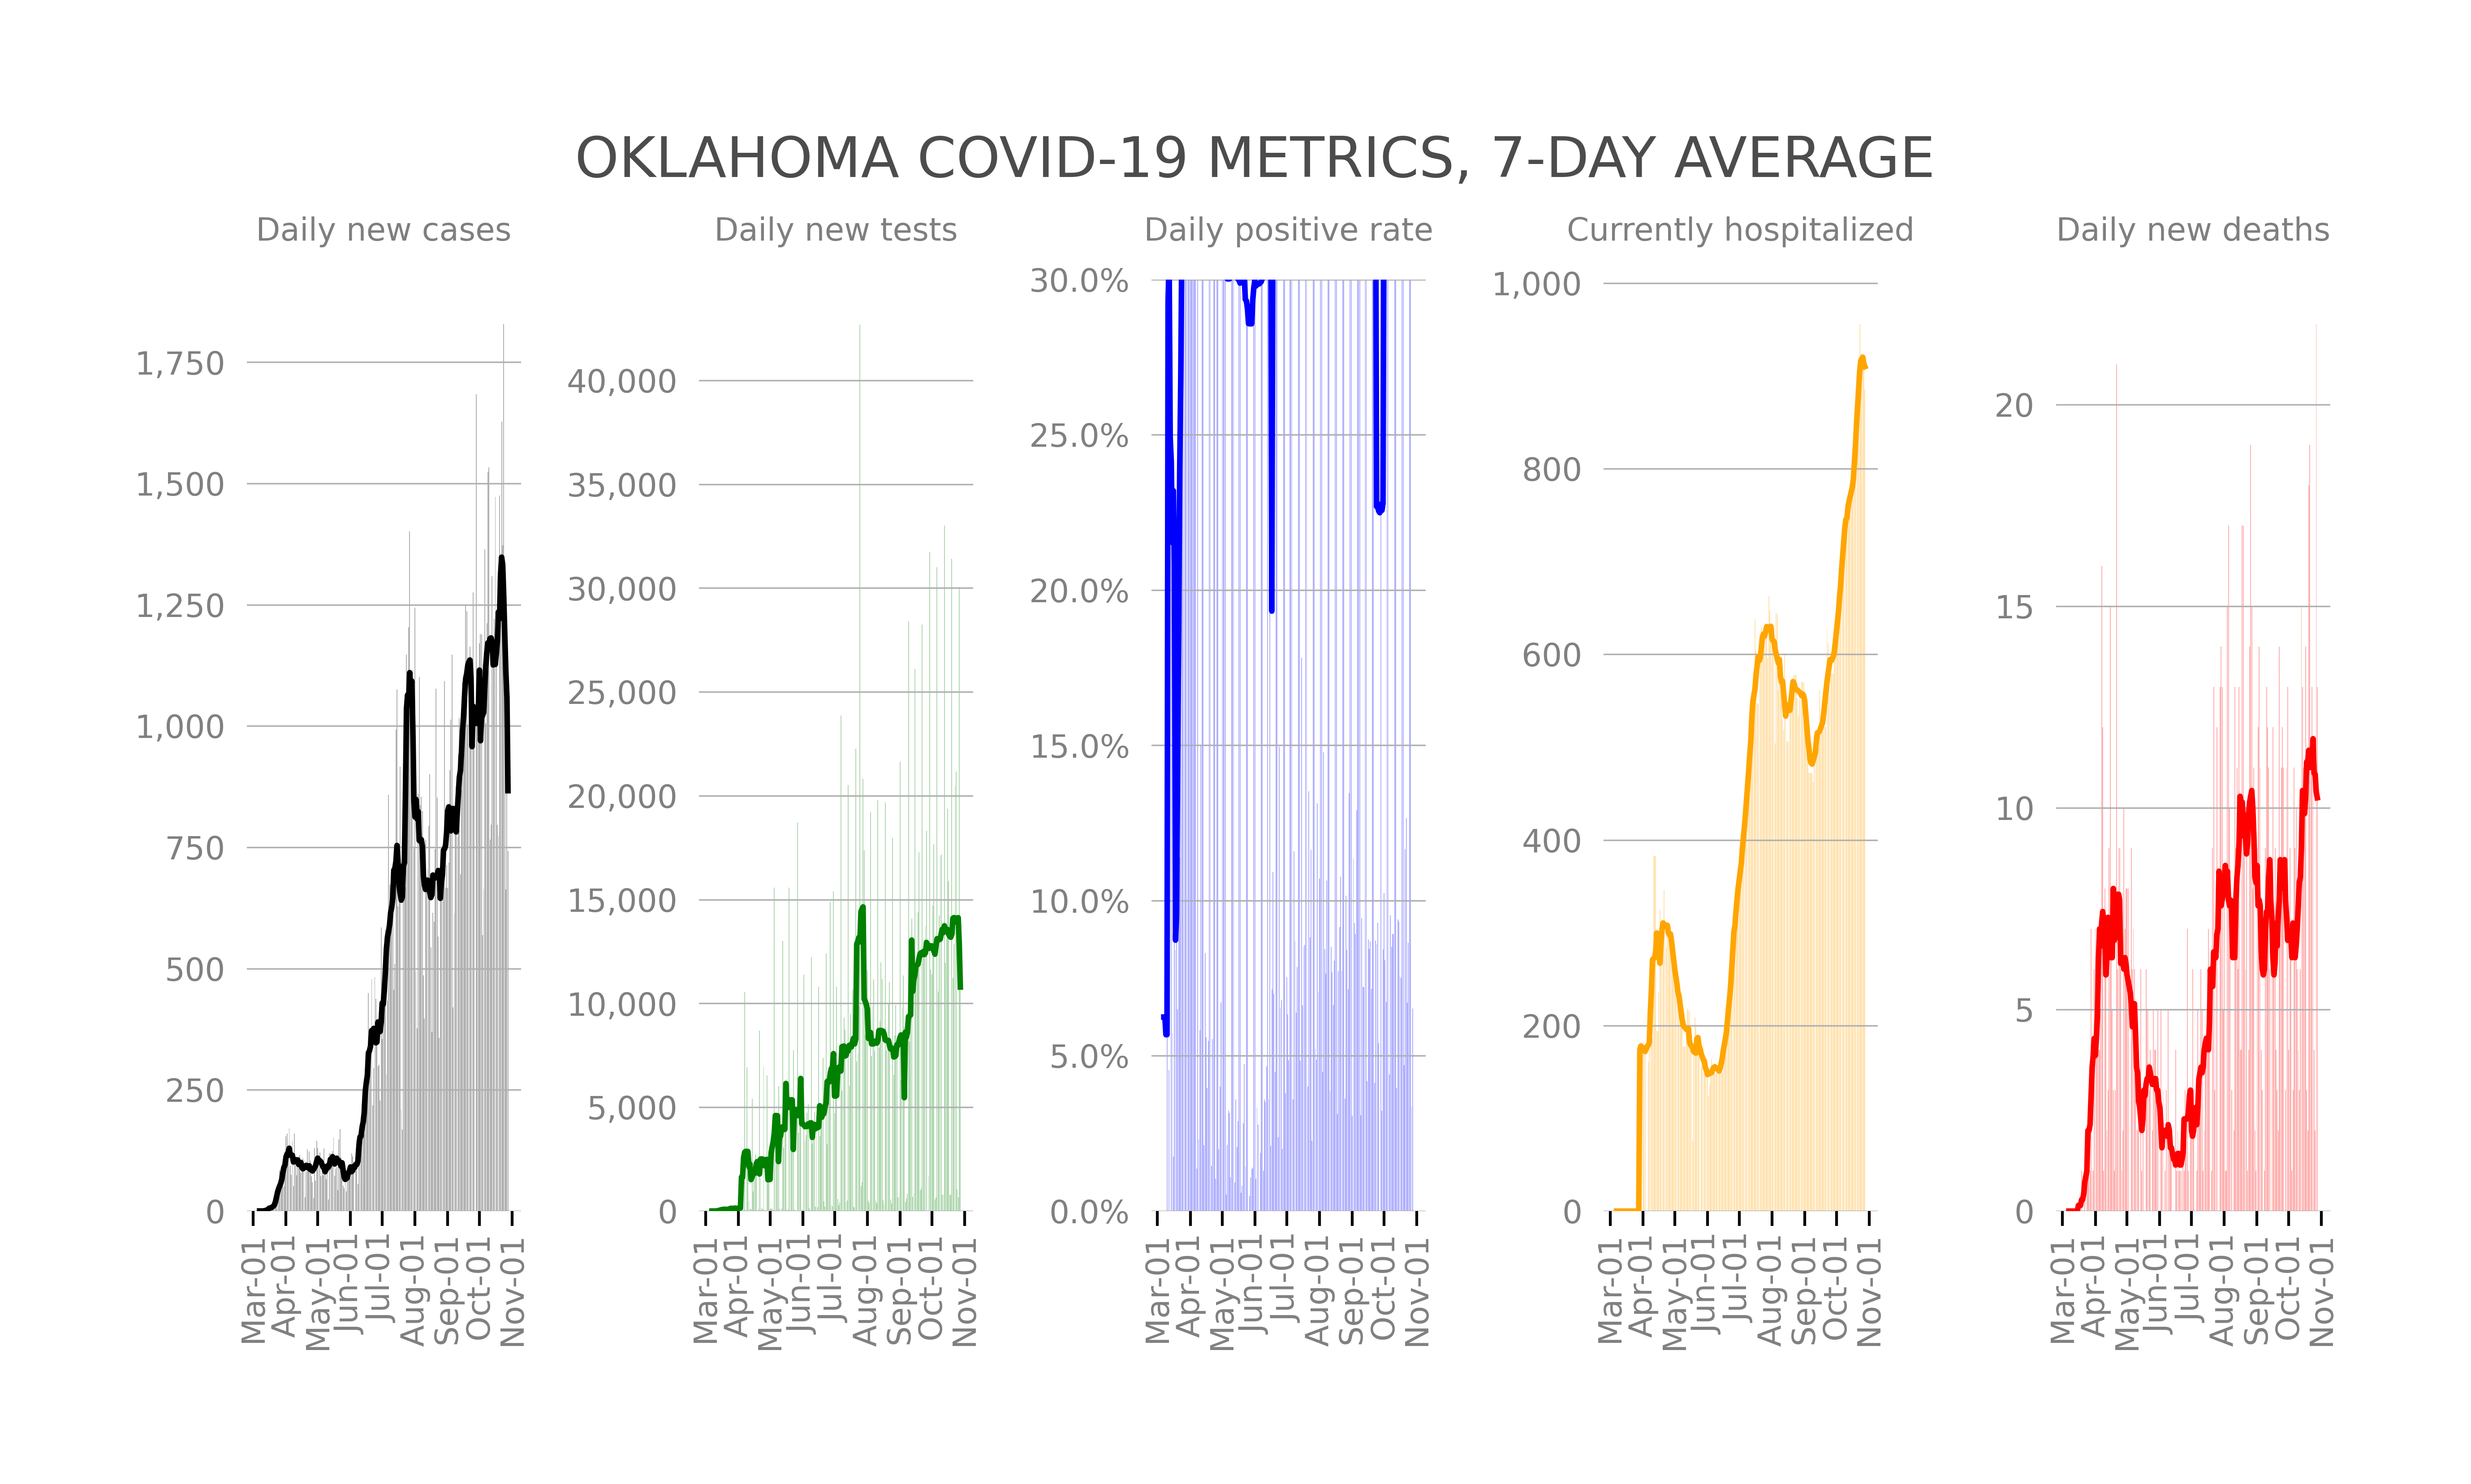 OKLAHOMA COVID-19 METRICS, 7-DAY AVERAGE
Daily new cases
1,750
1,500
1,250
1,000
750
500
250
0
Mar-01
Apr-01
May-01
Jun-01
Jul-01
Aug-01
Sep-01
Oct-01
Nov-01
Daily new tests
40,000
35,000
30,000
25,000
20,000
15,000
10,000
5,000
0
Mar-01
Apr-01
May-01
Jun-01
Jul-01
Aug-01
Sep-01
Oct-01
Nov-01
Daily positive rate
30.0%
25.0%
20.0%
15.0%
10.0%
5.0%
0.0%
Mar-01
Apr-01
May-01
Jun-01
Jul-01
Aug-01
Sep-01
Oct-01
Nov-01
Currently hospitalized
1,000
800
600
400
200
0
Mar-01
Apr-01
May-01
Jun-01
Jul-01
Aug-01
Sep-01
Oct-01
Nov-01
Daily new deaths
20
15
10
5
0
Mar-01
Apr-01
May-01
Jun-01
Jul-01
Aug-01
Sep-01
Oct-01
Nov-01